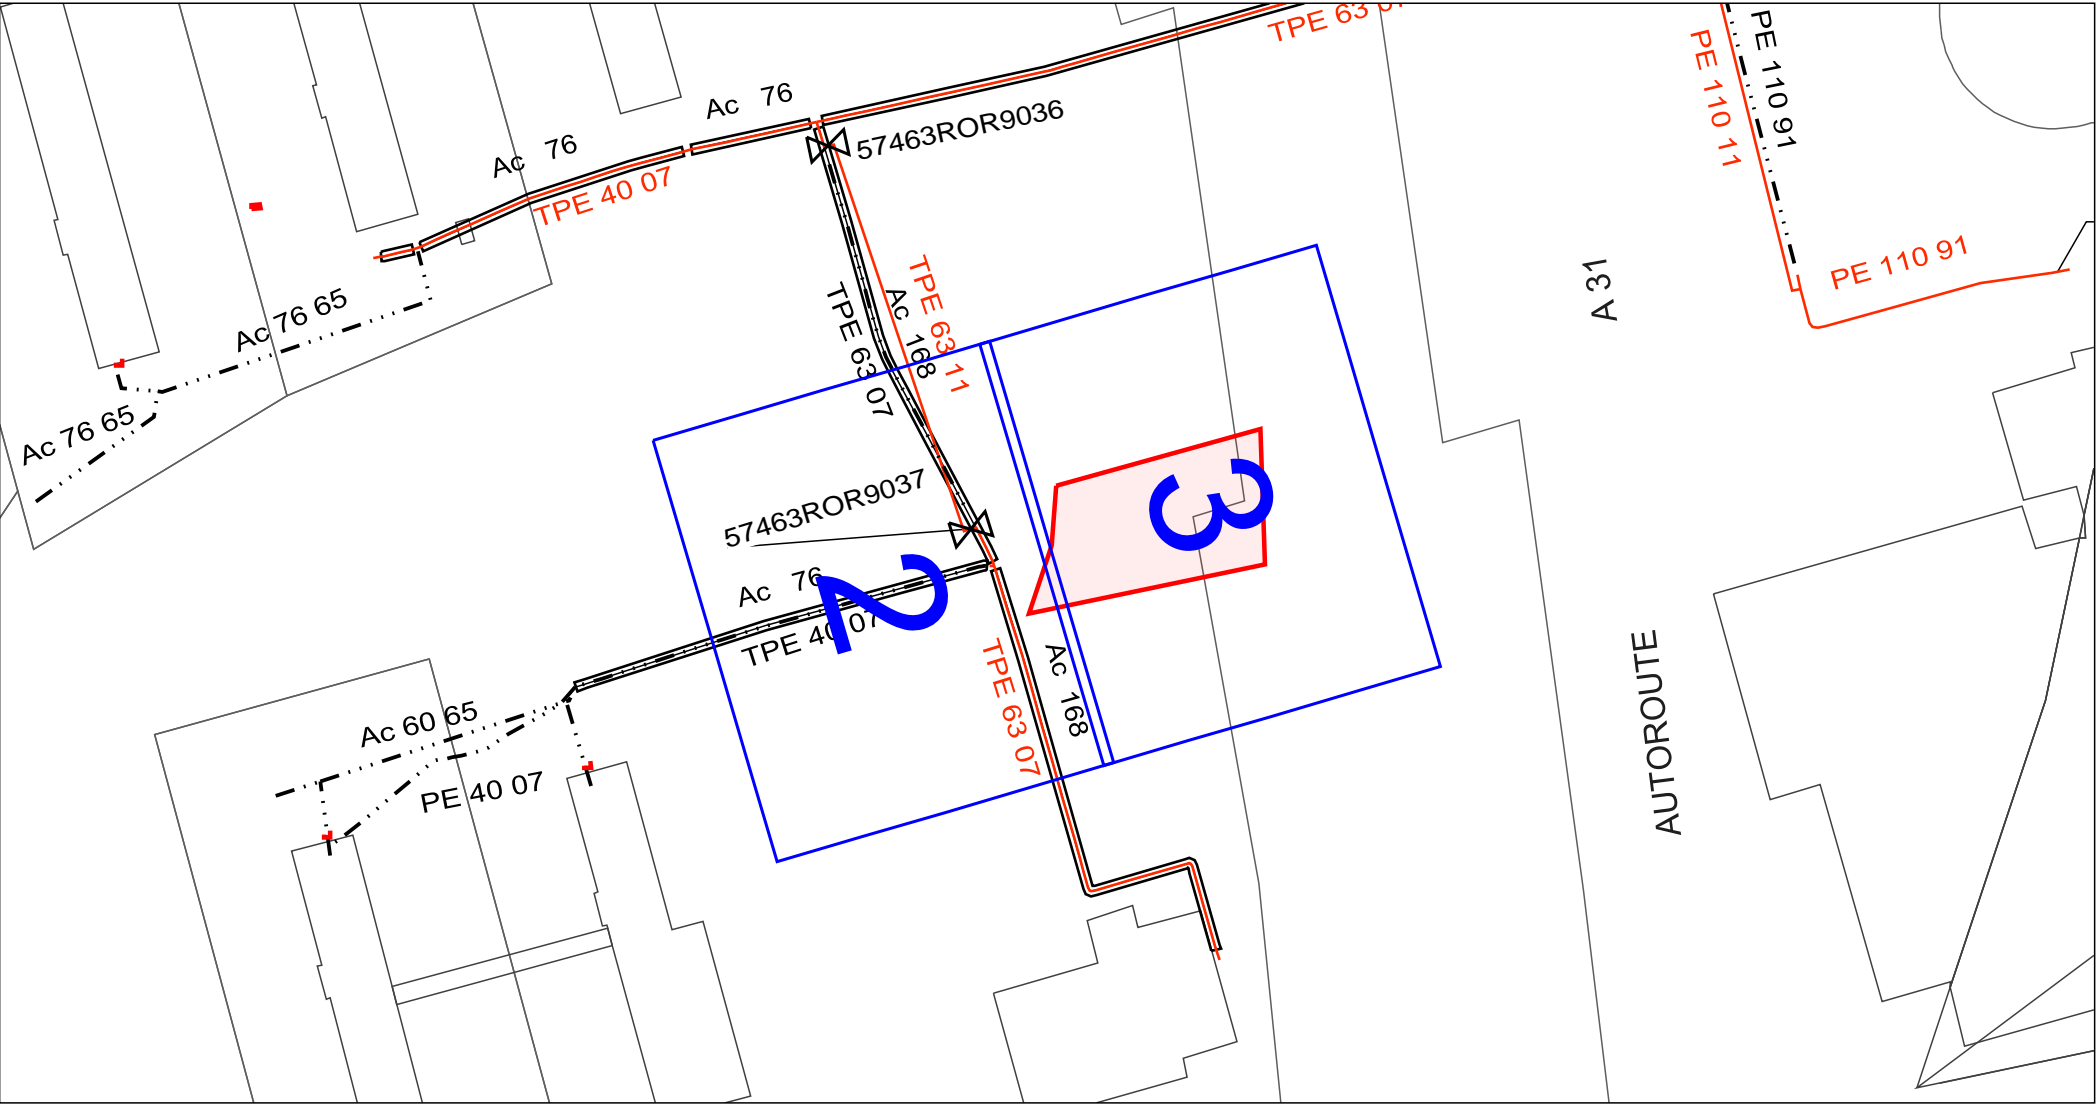 TPE 63 07
PE 110 11
PE 110 91
Ac 76
57463ROR9036
Ac 76
TPE 40 07
PE 110 91
A 31
Ac 76 65
TPE 63 11
Ac 168
TPE 63 07
Ac 76 65
57463ROR9037
3
Ac 76
2
TPE 40 07
TPE 63 07
Ac 168
AUTOROUTE
Ac 60 65
PE 40 07